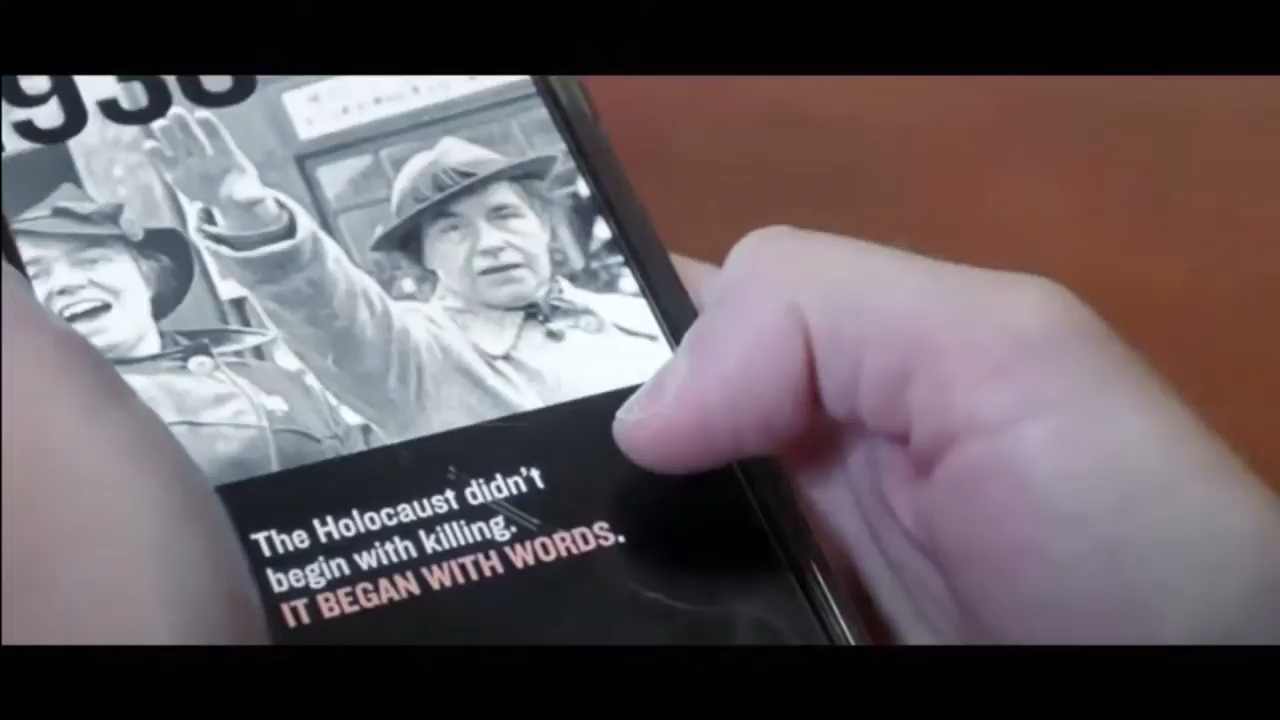 The Holocaust didn't
begin with killing.
IT BEGAN WITH WORDS.